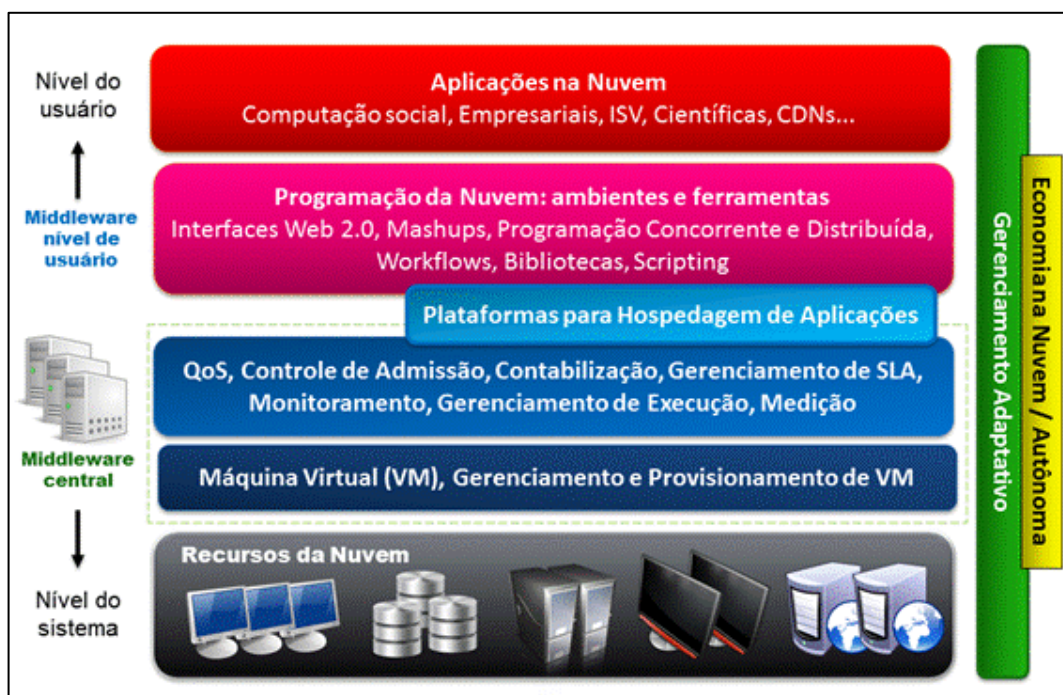 Nível do
usuário
Aplicações na Nuvem
Computação social, Empresariais, ISV, Científicas, CDNs...
Middleware
nível de
usuário
Programação da Nuvem: ambientes e ferramentas
Interfaces Web 2.0, Mashups, Programação Concorrente e Distribuída,
Workflows, Bibliotecas, Scripting
Plataformas para Hospedagem de Aplicações
QoS, Controle de Admissão, Contabilização, Gerenciamento de SLA,
Monitoramento, Gerenciamento de Execução, Medição
Middleware
central
Máquina Virtual (VM), Gerenciamento e Provisionamento de VM
Nível do
sistema
Recursos da Nuvem
Gerenciamento Adaptativo
Economiana Nuvem / Autônoma